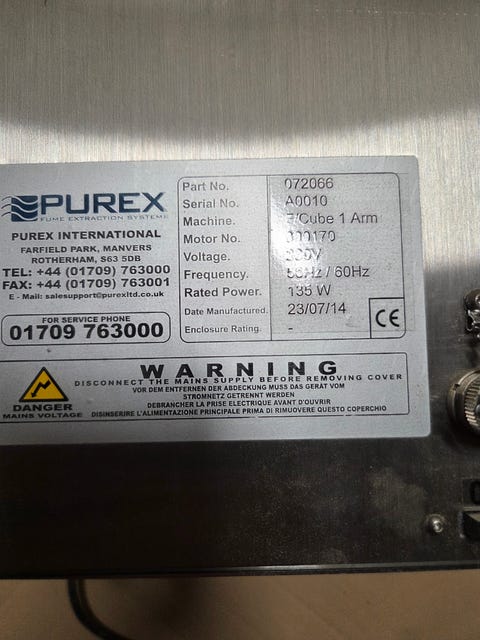 PUREX
FUME EXTRACTION SYSTEMS
PUREX INTERNATIONAL
FARFIELD PARK, MANVERS
ROTHERHAM, S63 5DB
TEL: +44 (01709) 763000
FAX: +44 (01709) 763001
E - Mail: salesupport@purexltd.co.uk
FOR SERVICE PHONE
01709 763000
Part No. 072066
Serial No. A0010
Machine. /Cube 1 Arm
Motor No.
Voltage.
Frequency. 50Hz / 60Hz
Rated Power. 135 W
Date Manufactured. 23/07/14
Enclosure Rating. -
CE
DANGER
MAINS VOLTAGE
WARNING
DISCONNECT THE MAINS SUPPLY BEFORE REMOVING COVER
VOR DEM ENTFERNEN DER ABDECKUNG MUSS DAS GERAT VOM
STROMNETZ GETRENNT WERDEN
DEBRANCHER LA PRISE ELECTRIQUE AVANT D'OUVRIR
DISINSERIRE L'ALIMENTAZIONE PRINCIPALE PRIMA DI RIMUOVERE QUESTO COPERCHIO